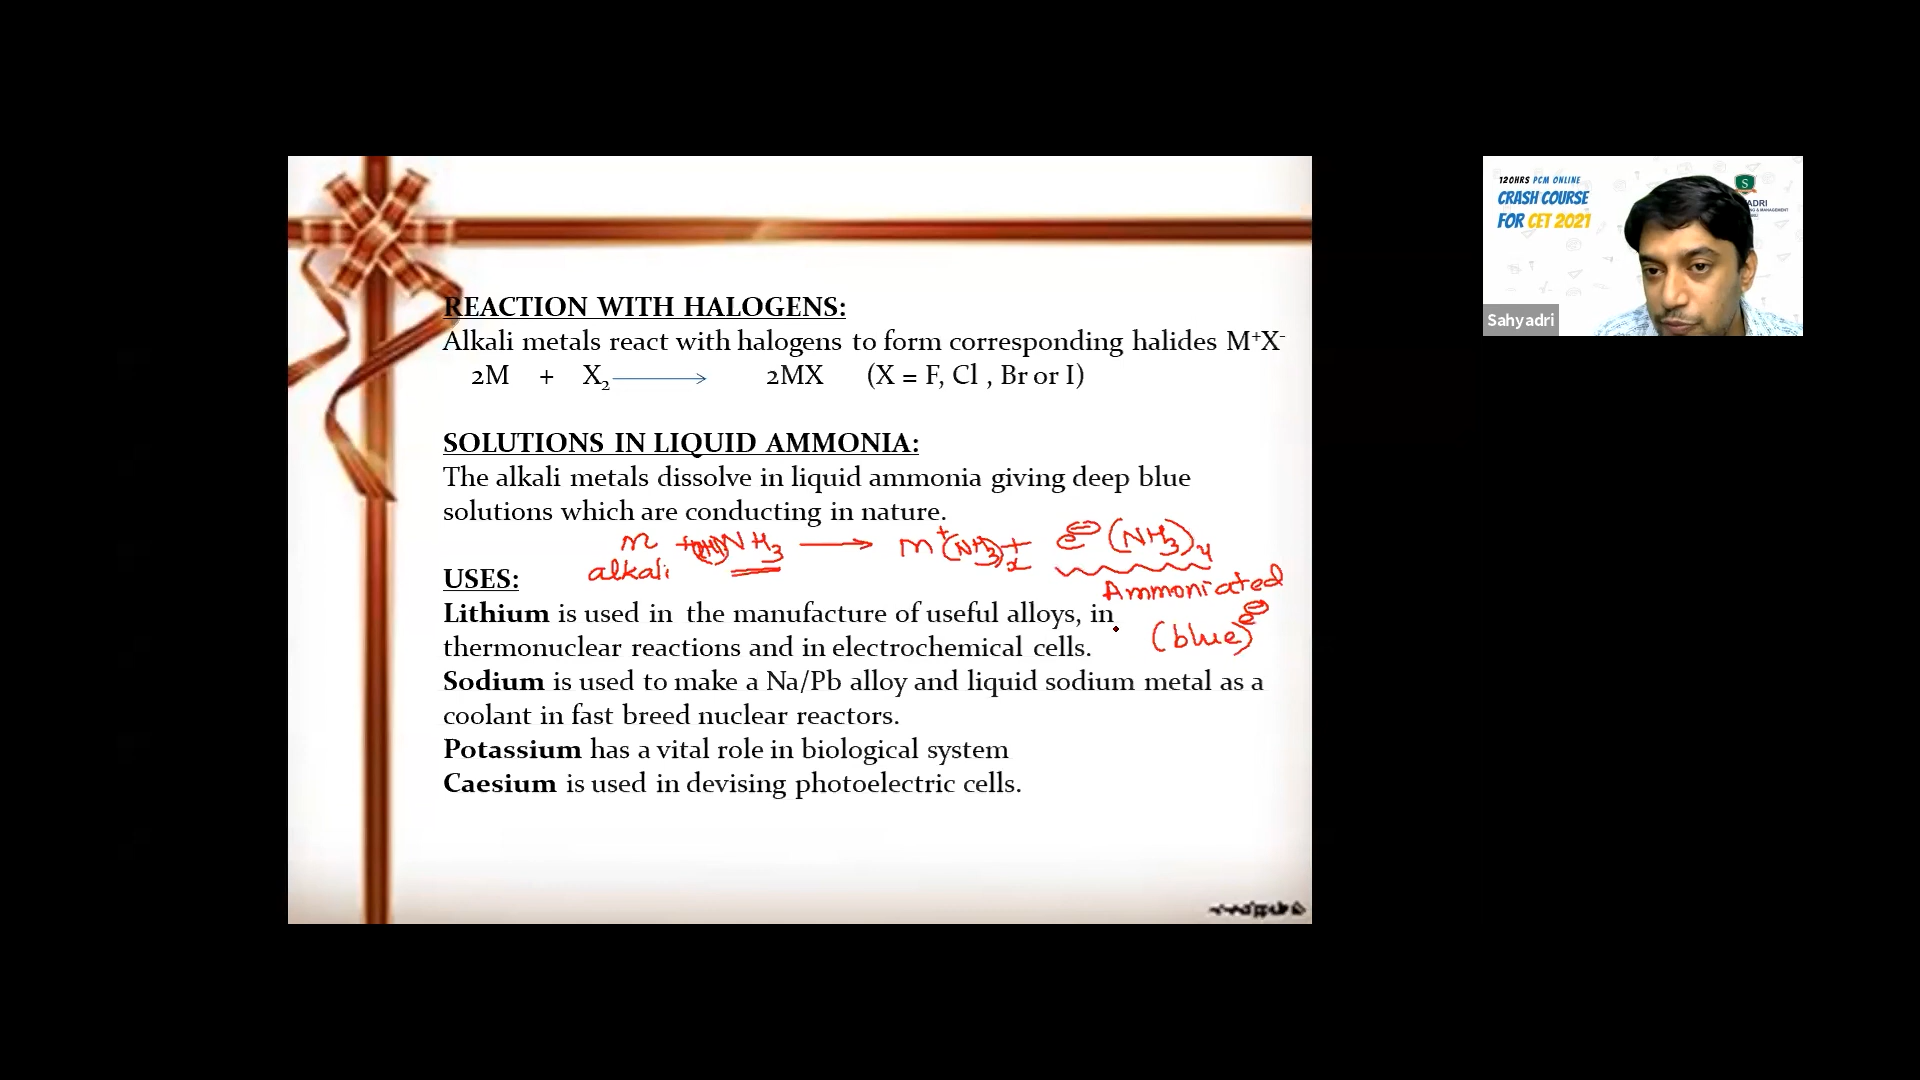 REACTION WITH HALOGENS:
Alkali metals react with halogens to form corresponding halides M⁺X⁻
2M + X₂ ⟶ 2MX (X = F, Cl , Br or I)
SOLUTIONS IN LIQUID AMMONIA:
The alkali metals dissolve in liquid ammonia giving deep blue
solutions which are conducting in nature.
M + NH₃ ⟶ M⁺(NH₃)ₓ + e⊖(NH₃)y
alkali
Ammoniated
e⊖
(blue)
USES:
Lithium is used in the manufacture of useful alloys, in
thermonuclear reactions and in electrochemical cells.
Sodium is used to make a Na/Pb alloy and liquid sodium metal as a
coolant in fast breed nuclear reactors.
Potassium has a vital role in biological system
Caesium is used in devising photoelectric cells.
120HRS PCM ONLINE
CRASH COURSE
FOR CET 2021
S
ADRI
Sahyadri